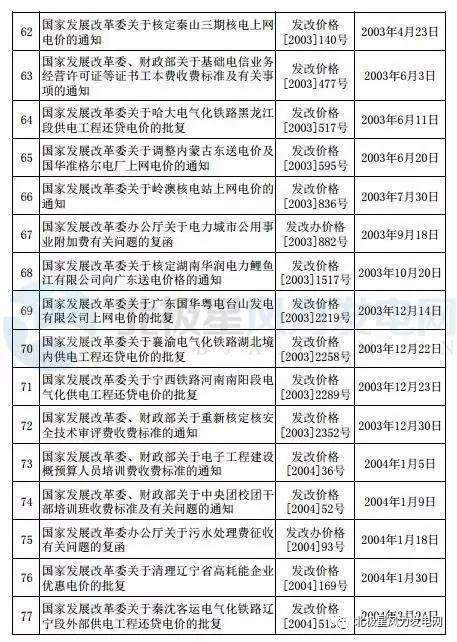 62 国家发展改革委关于核定秦山三期核电上网 发改价格 2003年4月23日
电价的通知 [2003]140号
63 国家发展改革委、财政部关于基础电信业务 发改价格 2003年6月3日
经营许可证等证书工本费收费标准及有关事 [2003]477号
项的通知
64 国家发展改革委关于哈大电气化铁路黑龙江 发改价格 2003年6月11日
段供电工程还贷电价的批复 [2003]517号
65 国家发展改革委关于调整内蒙古东送电价及 发改价格 2003年6月20日
国华准格尔电厂上网电价的通知 [2003]595号
66 国家发展改革委关于岭澳核电站上网电价的 发改价格 2003年7月30日
通知 [2003]836号
67 国家发展改革委办公厅关于电力城市公用事 发改办价格 2003年9月18日
业附加费有关问题的复函 [2003]882号
68 国家发展改革委关于核定湖南华润电力鲤鱼 发改价格 2003年10月20日
江有限公司向广东送电价格的通知 [2003]1517号
69 国家发展改革委关于广东国华粤电台山发电 发改价格 2003年12月14日
有限公司上网电价的批复 [2003]2219号
70 国家发展改革委关于襄渝电气化铁路湖北境 发改价格 2003年12月22日
内供电工程还贷电价的批复 [2003]2258号
71 国家发展改革委关于宁西铁路河南南阳段电 发改价格 2003年12月23日
气化供电工程还贷电价的批复 [2003]2289号
72 国家发展改革委、财政部关于重新核定核安 发改价格 2003年12月30日
全技术审评费收费标准的通知 [2003]2352号
73 国家发展改革委、财政部关于电子工程建设 发改价格 2004年1月5日
概预算人员培训费收费标准的通知 [2004]36号
74 国家发展改革委、财政部关于中央团校团干 发改价格 2004年1月9日
部培训班收费标准及有关问题的通知 [2004]52号
75 国家发展改革委办公厅关于污水处理费征收 发改办价格 2004年1月18日
有关问题的复函 [2004]93号
76 国家发展改革委关于清理辽宁省高耗能企业 发改价格 2004年1月30日
优惠电价的批复 [2004]169号
77 国家发展改革委关于秦沈客运电气化铁路辽 发改价格
宁段外部供电工程还贷电价的批复
北极星风力发电网
北极星风力发电网